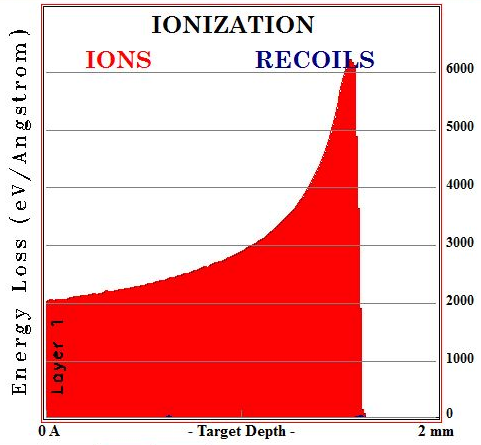 IONIZATION
IONS RECOILS
Energy Loss (eV/Angstrom)
6000
5000
4000
3000
2000
1000
0
Layer 1
0 A - Target Depth - 2 mm